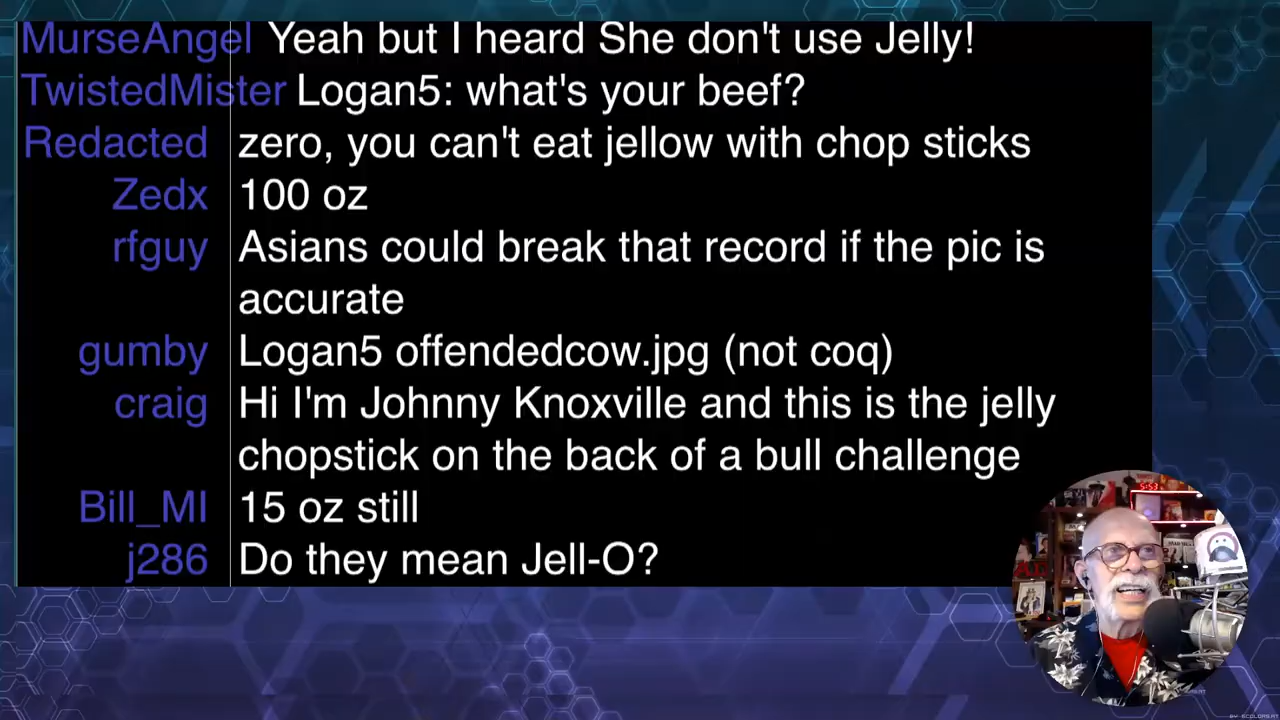 MurseAngel Yeah but I heard She don't use Jelly!
TwistedMister Logan5: what's your beef?
Redacted zero, you can't eat jellow with chop sticks
Zedx 100 oz
rfguy Asians could break that record if the pic is
accurate
gumby Logan5 offendedcow.jpg (not coq)
craig Hi I'm Johnny Knoxville and this is the jelly
chopstick on the back of a bull challenge
Bill_MI 15 oz still
j286 Do they mean Jell-O?
5:53